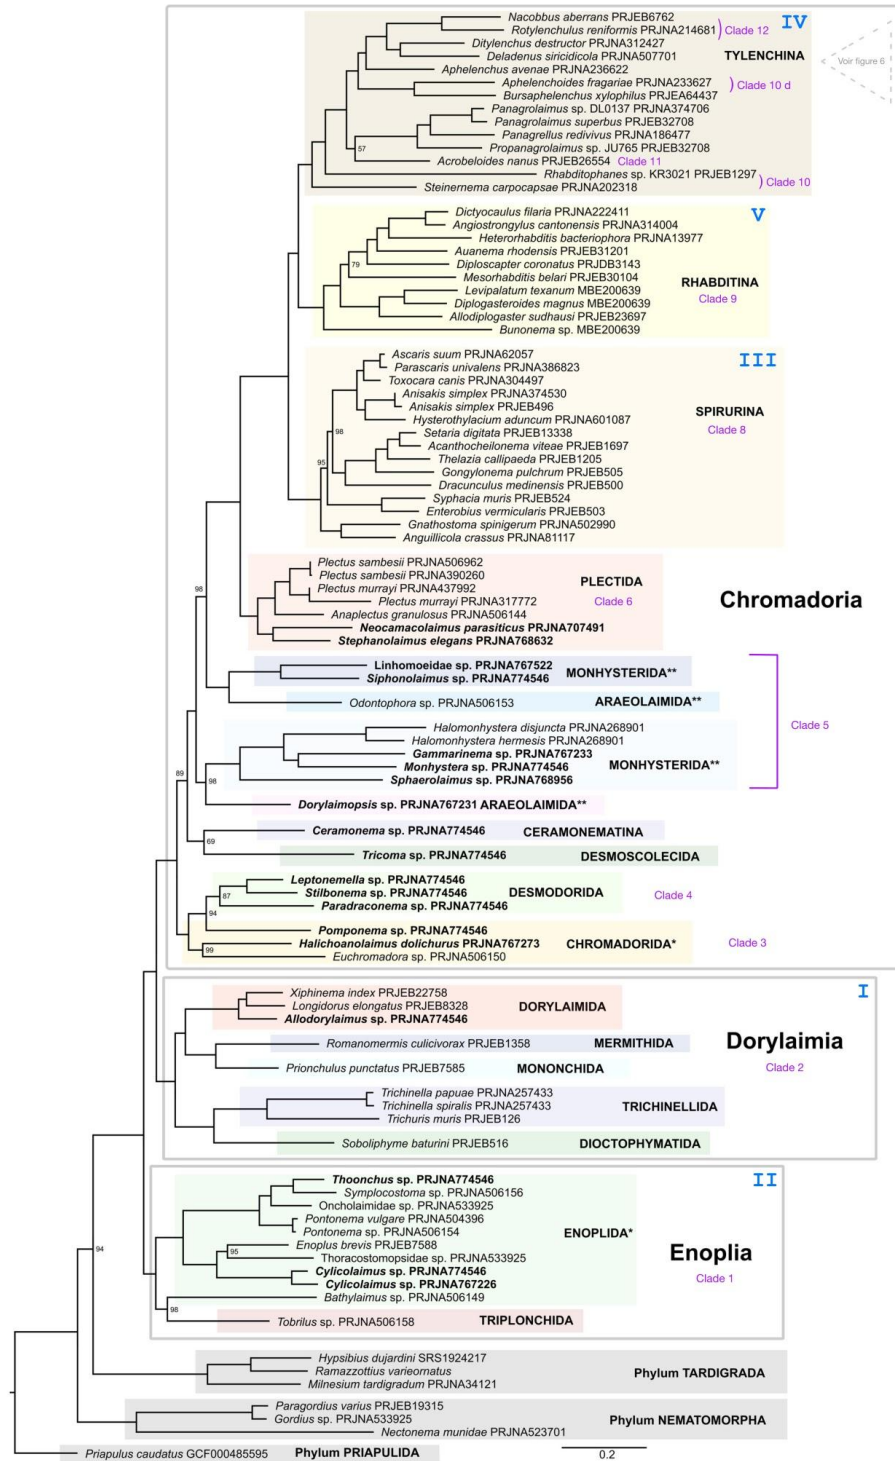 Nacobbus aberrans PRJEB6762
IV
Rotylenchulus reniformis PRJNA214681
Clade 12
Ditylenchus destructor PRJNA312427
TYLENCHINA
Deladenus siricidicola PRJNA507701
Voir figure 6
Aphelenchus avenae PRJNA236622
Aphelenchoides fragariae PRJNA233627
Clade 10 d
Bursaphelenchus xylophilus PRJEA64437
Panagrolaimus sp. DL0137 PRJNA374706
Panagrolaimus superbus PRJEB32708
Panagrellus redivivus PRJNA186477
57
Propanagrolaimus sp. JU765 PRJEB32708
Acrobeloides nanus PRJEB26554 Clade 11
Rhabditophanes sp. KR3021 PRJEB1297
Clade 10
Steinernema carpocapsae PRJNA202318
Dictyocaulus filaria PRJNA222411
V
Angiostrongylus cantonensis PRJNA314004
Heterorhabditis bacteriophora PRJNA13977
Auanema rhodensis PRJEB31201
79
Diploscapter coronatus PRJDB3143
Mesorhabditis belari PRJEB30104
RHABDITINA
Levipalatum texanum MBE200639
Clade 9
Diplogasteroides magnus MBE200639
Allodiplogaster sudhausi PRJEB23697
Bunonema sp. MBE200639
Ascaris suum PRJNA62057
III
Parascaris univalens PRJNA386823
Toxocara canis PRJNA304497
Anisakis simplex PRJNA374530
Anisakis simplex PRJEB496
SPIRURINA
Hysterothylacium aduncum PRJNA601087
98
Setaria digitata PRJEB13338
Clade 8
Acanthocheilonema viteae PRJEB1697
95
Thelazia callipaeda PRJEB1205
Gongylonema pulchrum PRJEB505
Dracunculus medinensis PRJEB500
Syphacia muris PRJEB524
Enterobius vermicularis PRJEB503
Gnathostoma spinigerum PRJNA502990
Anguillicola crassus PRJNA81117
Plectus sambesii PRJNA506962
Plectus sambesii PRJNA390260
PLECTIDA
98
Plectus murrayi PRJNA437992
Plectus murrayi PRJNA317772
Clade 6
Chromadoria
Anaplectus granulosus PRJNA506144
Neocamacolaimus parasiticus PRJNA707491
Stephanolaimus elegans PRJNA768632
Linhomoeidae sp. PRJNA767522
MONHYSTERIDA**
Siphonolaimus sp. PRJNA774546
Odontophora sp. PRJNA506153
ARAEOLAIMIDA**
Clade 5
Halomonhystera disjuncta PRJNA268901
Halomonhystera hermesis PRJNA268901
Gammarinema sp. PRJNA767233
Monhystera sp. PRJNA774546
MONHYSTERIDA**
89
98
Sphaerolaimus sp. PRJNA768956
Dorylaimopsis sp. PRJNA767231 ARAEOLAIMIDA**
Ceramonema sp. PRJNA774546
CERAMONEMATINA
69
Tricoma sp. PRJNA774546
DESMOSCOLECIDA
Leptonemella sp. PRJNA774546
87
Stilbonema sp. PRJNA774546
DESMODORIDA
Clade 4
Paradraconema sp. PRJNA774546
94
Pomponema sp. PRJNA774546
Halichoanolaimus dolichurus PRJNA767273
CHROMADORIDA*
Clade 3
99
Euchromadora sp. PRJNA506150
Xiphinema index PRJEB22758
I
Longidorus elongatus PRJEB8328
DORYLAIMIDA
Allodorylaimus sp. PRJNA774546
Romanomermis culicivorax PRJEB1358
MERMITHIDA
Dorylaimia
Prionchulus punctatus PRJEB7585
MONONCHIDA
Clade 2
Trichinella papuae PRJNA257433
Trichinella spiralis PRJNA257433
TRICHINELLIDA
Trichuris muris PRJEB126
Soboliphyme baturini PRJEB516
DIOCTOPHYMATIDA
Thoonchus sp. PRJNA774546
II
Symplocostoma sp. PRJNA506156
Oncholaimidae sp. PRJNA533925
Pontonema vulgare PRJNA504396
Pontonema sp. PRJNA506154
ENOPLIDA*
94
95
Enoplus brevis PRJEB7588
Enoplia
Thoracostomopsidae sp. PRJNA533925
Cylicolaimus sp. PRJNA774546
Clade 1
Cylicolaimus sp. PRJNA767226
Bathylaimus sp. PRJNA506149
98
Tobrilus sp. PRJNA506158
TRIPLONCHIDA
Hypsibius dujardini SRS1924217
Ramazzottius varieornatus
Phylum TARDIGRADA
Milnesium tardigradum PRJNA34121
Paragordius varius PRJEB19315
Gordius sp. PRJNA533925
Phylum NEMATOMORPHA
Nectonema munidae PRJNA523701
Priapulus caudatus GCF000485595
Phylum PRIAPULIDA
0.2